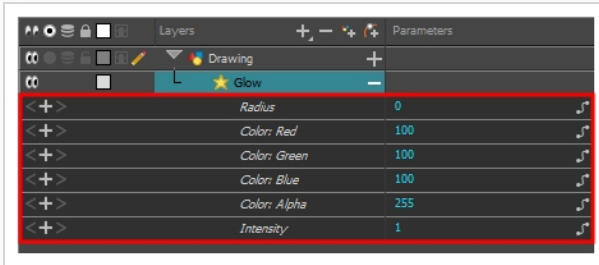 Layers Parameters
Drawing
Glow
Radius 0
Color: Red 100
Color: Green 100
Color: Blue 100
Color: Alpha 255
Intensity 1